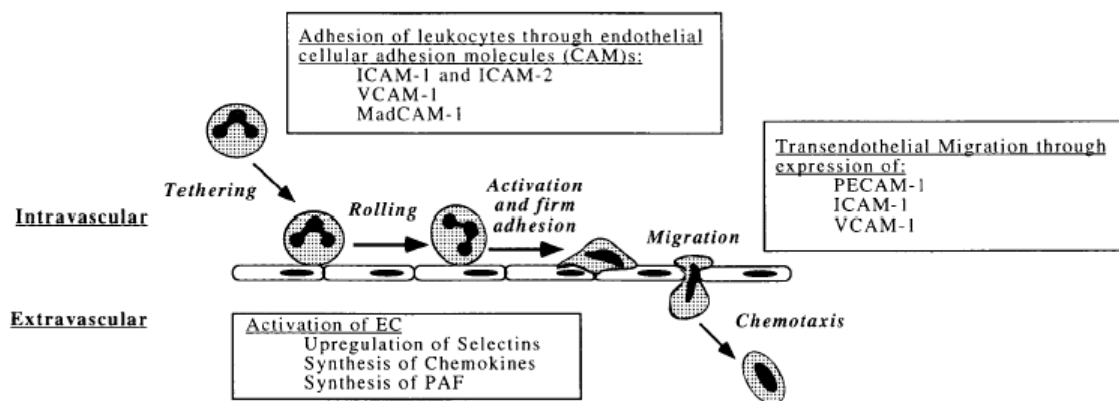 Adhesion of leukocytes through endothelial
cellular adhesion molecules (CAM)s:
ICAM-1 and ICAM-2
VCAM-1
MadCAM-1
Transendothelial Migration through
expression of:
PECAM-1
ICAM-1
VCAM-1
Tethering
Rolling
Activation
and firm
adhesion
Migration
Intravascular
Extravascular
Chemotaxis
Activation of EC
Upregulation of Selectins
Synthesis of Chemokines
Synthesis of PAF